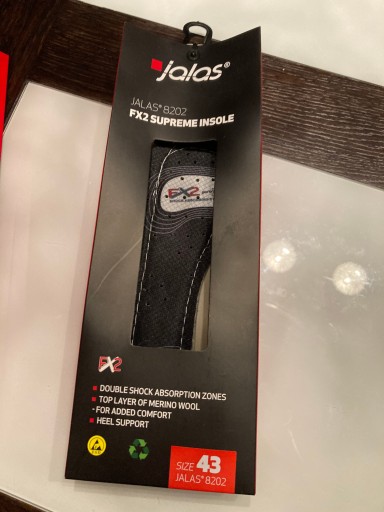 jalas®
JALAS® 8202
FX2 SUPREME INSOLE
FX2
FX2
DOUBLE SHOCK ABSORPTION ZONES
TOP LAYER OF MERINO WOOL
- FOR ADDED COMFORT
HEEL SUPPORT
SIZE 43
JALAS® 8202